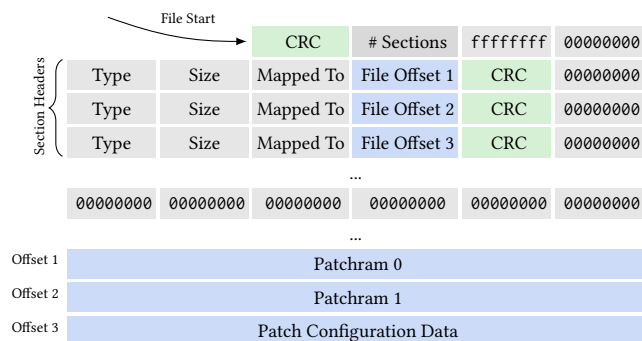 File Start
CRC # Sections ffffffff 00000000
Section Headers
Type Size Mapped To File Offset 1 CRC 00000000
Type Size Mapped To File Offset 2 CRC 00000000
Type Size Mapped To File Offset 3 CRC 00000000
...
00000000 00000000 00000000 00000000 00000000 00000000
...
Offset 1 Patchram 0
Offset 2 Patchram 1
Offset 3 Patch Configuration Data